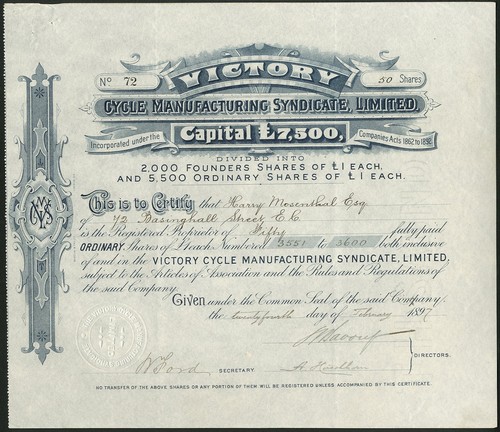 No 72
VICTORY
50 Shares
CYCLE MANUFACTURING SYNDICATE, LIMITED.
Incorporated under the
Capital £7,500,
Companies Acts 1862 to 1892
DIVIDED INTO
2,000 FOUNDERS SHARES OF £1 EACH,
AND 5,500 ORDINARY SHARES OF £1 EACH.
This is to Certify that Harry Mosenthal Esq
of 72 Basinghall Street E.C.
is the Registered Proprietor of Fifty fully paid
ORDINARY Shares of £1 each Numbered 3551 to 3600 both inclusive
of and in the VICTORY CYCLE MANUFACTURING SYNDICATE, LIMITED,
subject to the Articles of Association and the Rules and Regulations of
the said Company.
Given under the Common Seal of the said Company,
the twentyfourth day of February 1897
DIRECTORS.
W Ford SECRETARY
NO TRANSFER OF THE ABOVE SHARES OR ANY PORTION OF THEM WILL BE REGISTERED UNLESS ACCOMPANIED BY THIS CERTIFICATE.